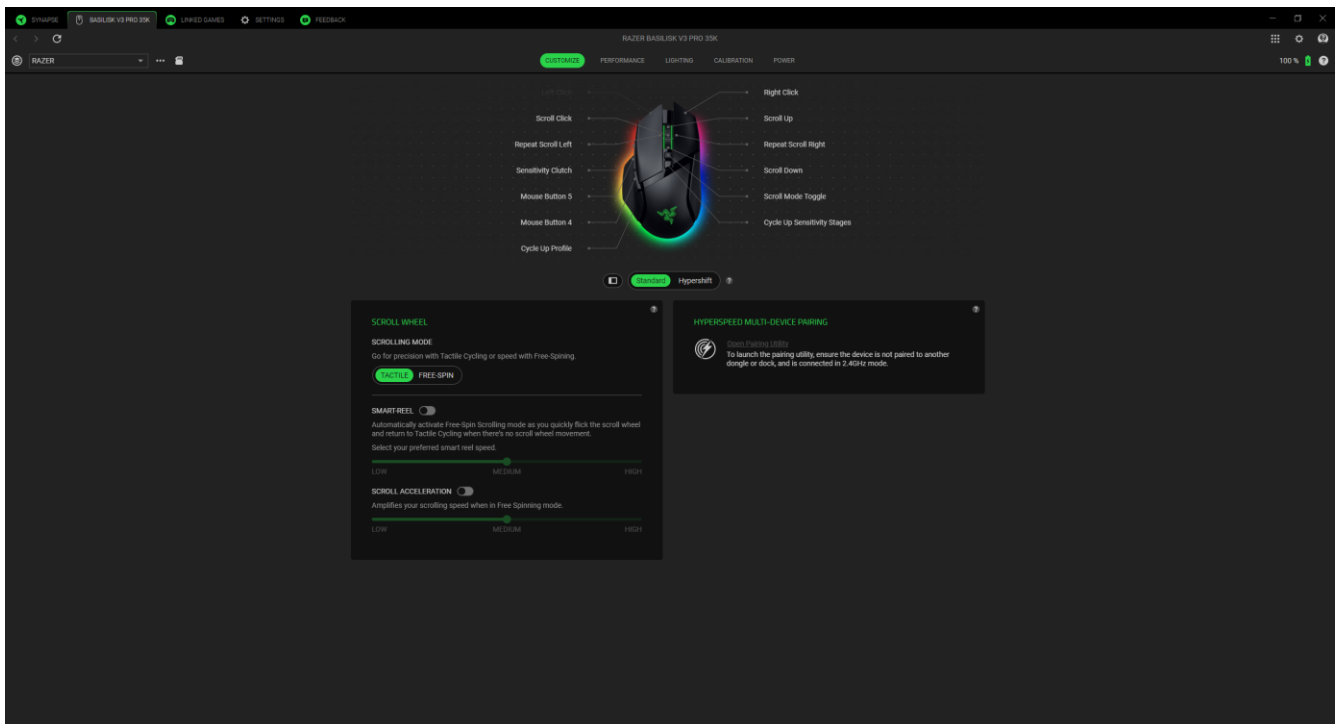 SYNAPSE
BASILISK V3 PRO 35K
LINKED GAMES
SETTINGS
FEEDBACK
RAZER BASILISK V3 PRO 35K
RAZER
CUSTOMIZE
PERFORMANCE
LIGHTING
CALIBRATION
POWER
100 %
Left Click
Right Click
Scroll Click
Scroll Up
Repeat Scroll Left
Repeat Scroll Right
Sensitivity Clutch
Scroll Down
Mouse Button 5
Scroll Mode Toggle
Mouse Button 4
Cycle Up Sensitivity Stages
Cycle Up Profile
Standard
Hypershift
SCROLL WHEEL
SCROLLING MODE
Go for precision with Tactile Cycling or speed with Free-Spining.
TACTILE
FREE-SPIN
SMART-REEL
Automatically activate Free-Spin Scrolling mode as you quickly flick the scroll wheel
and return to Tactile Cycling when there's no scroll wheel movement.
Select your preferred smart reel speed.
LOW
MEDIUM
HIGH
SCROLL ACCELERATION
Amplifies your scrolling speed when in Free Spinning mode.
LOW
MEDIUM
HIGH
HYPERSPEED MULTI-DEVICE PAIRING
Open Pairing Utility
To launch the pairing utility, ensure the device is not paired to another
dongle or dock, and is connected in 2.4GHz mode.